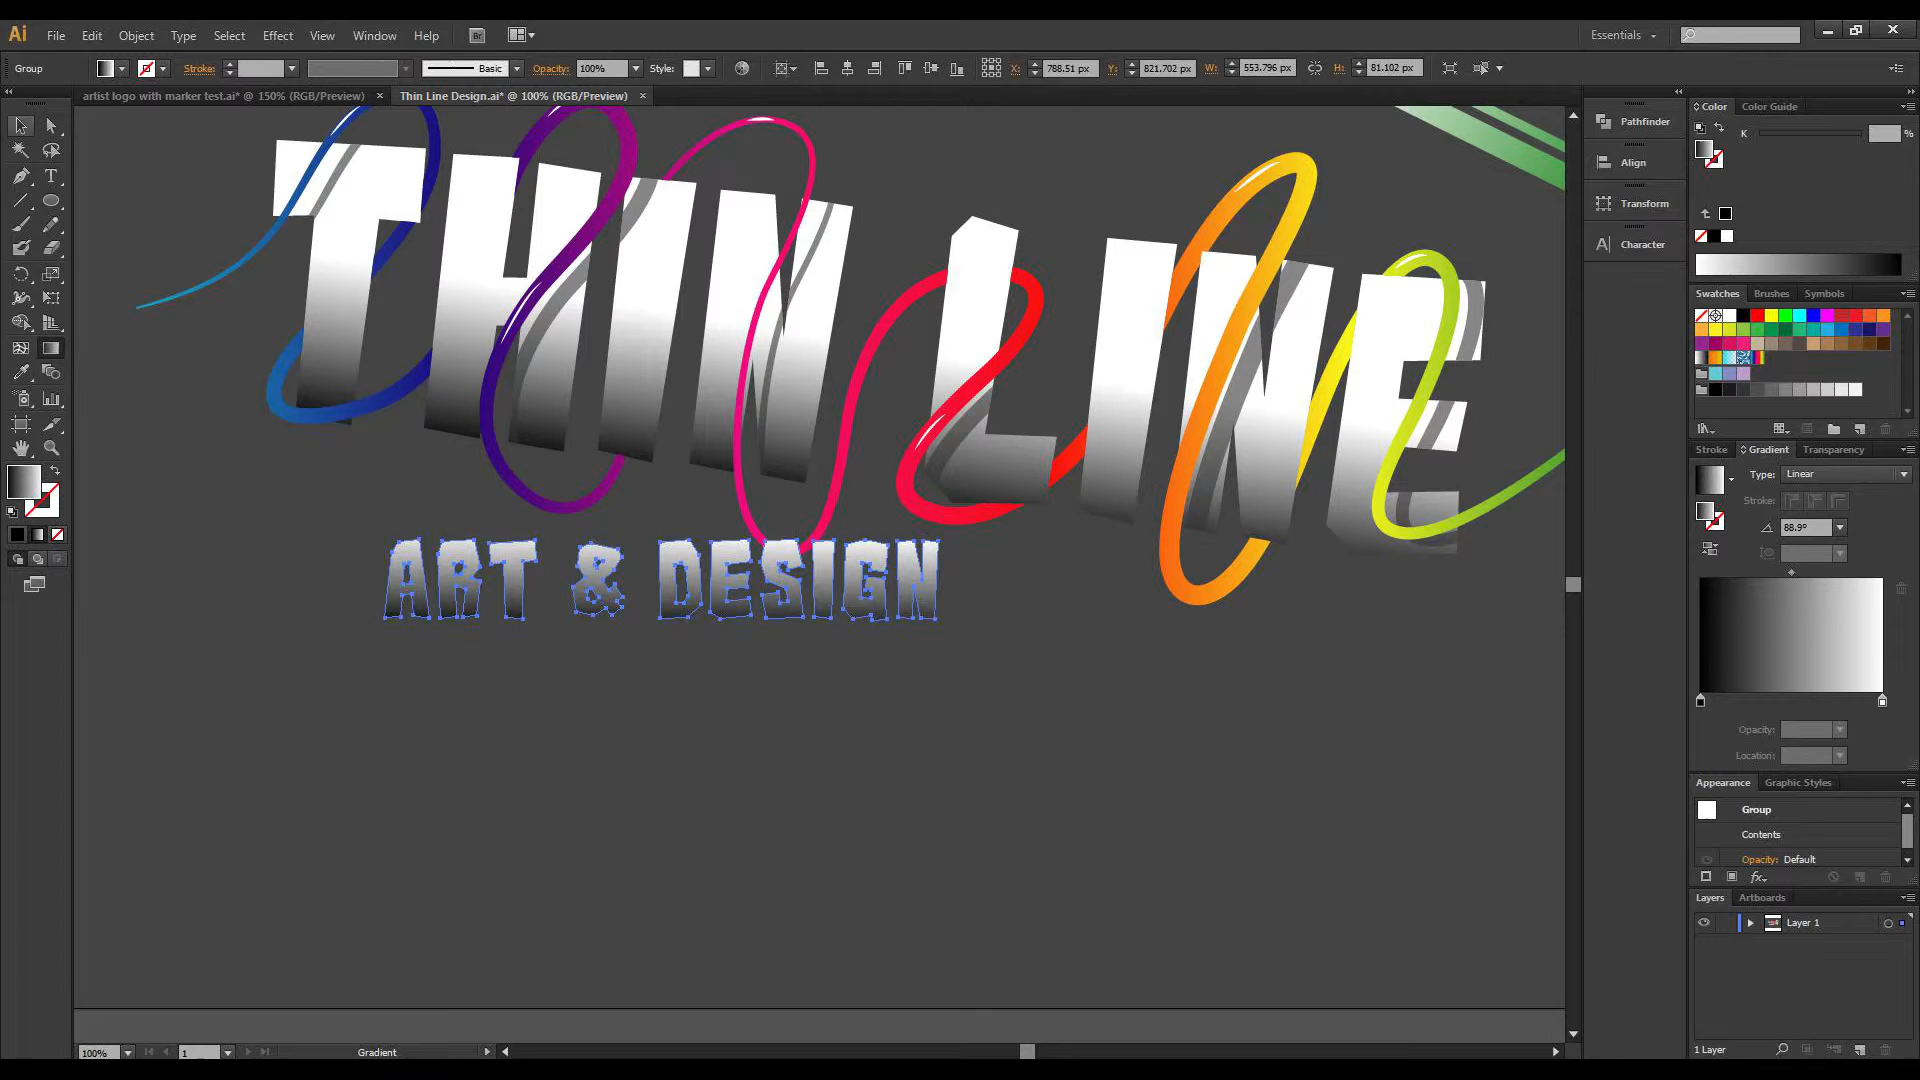 Ai File Edit Object Type Select Effect View Window Help Br Essentials
Group Stroke: Basic Opacity: 100% Style: X: 788.51 px Y: 821.702 px W: 553.796 px H: 81.102 px
artist logo with marker test.ai* @ 150% (RGB/Preview) × Thin Line Design.ai* @ 100% (RGB/Preview) ×
Color Color Guide
K %
Pathfinder
Align
Transform
Character
THIN LINE
ART & DESIGN
Swatches Brushes Symbols
Stroke Gradient Transparency
Type: Linear
Stroke:
88.9°
Opacity:
Location:
Appearance Graphic Styles
Group
Contents
Opacity: Default
fx
Layers Artboards
Layer 1
1 Layer
100% 1 Gradient